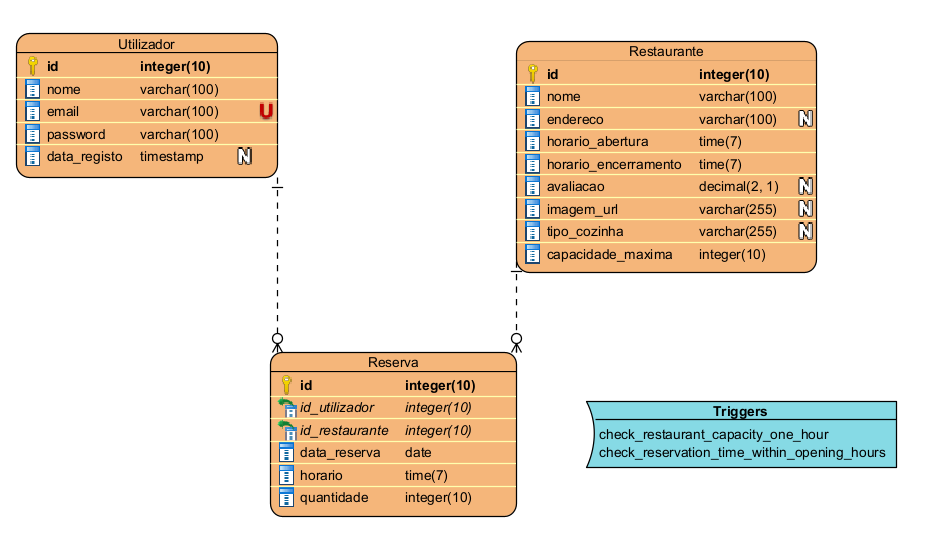 Utilizador
id integer(10)
nome varchar(100)
email varchar(100) U
password varchar(100)
data_registo timestamp N
Restaurante
id integer(10)
nome varchar(100)
endereco varchar(100) N
horario_abertura time(7)
horario_encerramento time(7)
avaliacao decimal(2, 1) N
imagem_url varchar(255) N
tipo_cozinha varchar(255) N
capacidade_maxima integer(10)
Reserva
id integer(10)
id_utilizador integer(10)
id_restaurante integer(10)
data_reserva date
horario time(7)
quantidade integer(10)
Triggers
check_restaurant_capacity_one_hour
check_reservation_time_within_opening_hours